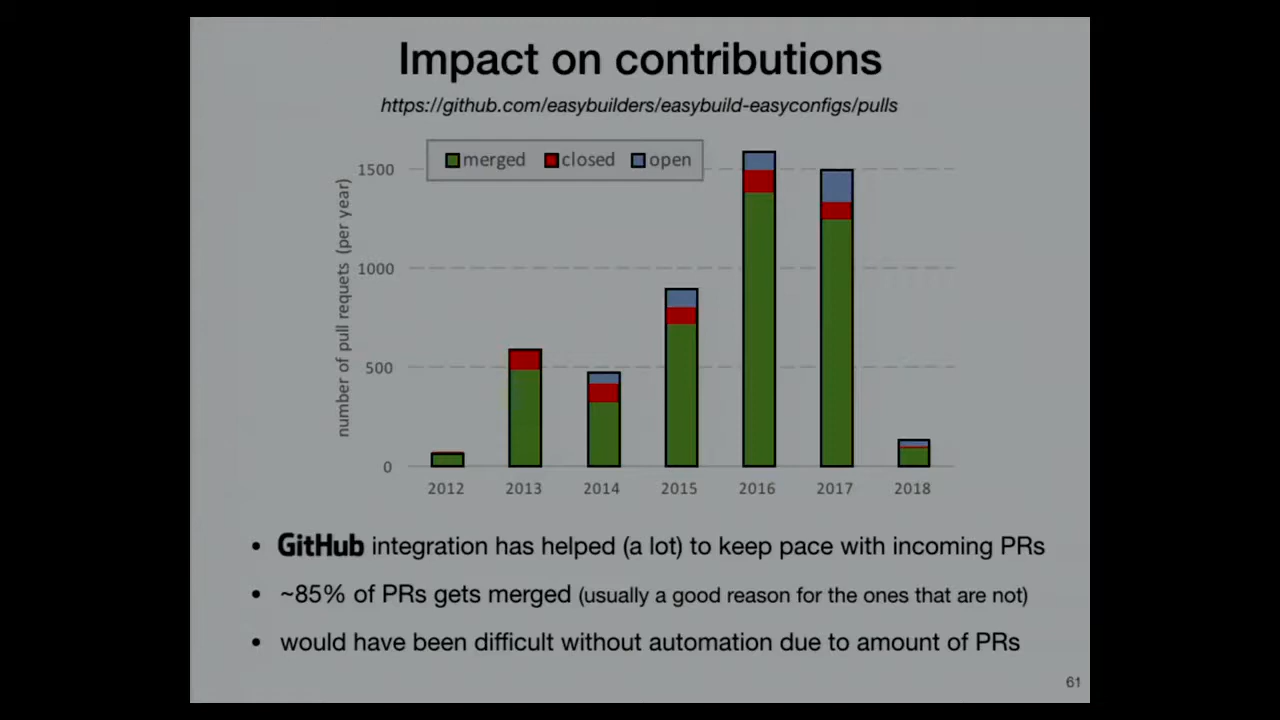 Impact on contributions
https://github.com/easybuilders/easybuild-easyconfigs/pulls
merged closed open
number of pull requets (per year)
1500
1000
500
0
2012 2013 2014 2015 2016 2017 2018
• GitHub integration has helped (a lot) to keep pace with incoming PRs
• ~85% of PRs gets merged (usually a good reason for the ones that are not)
• would have been difficult without automation due to amount of PRs
61